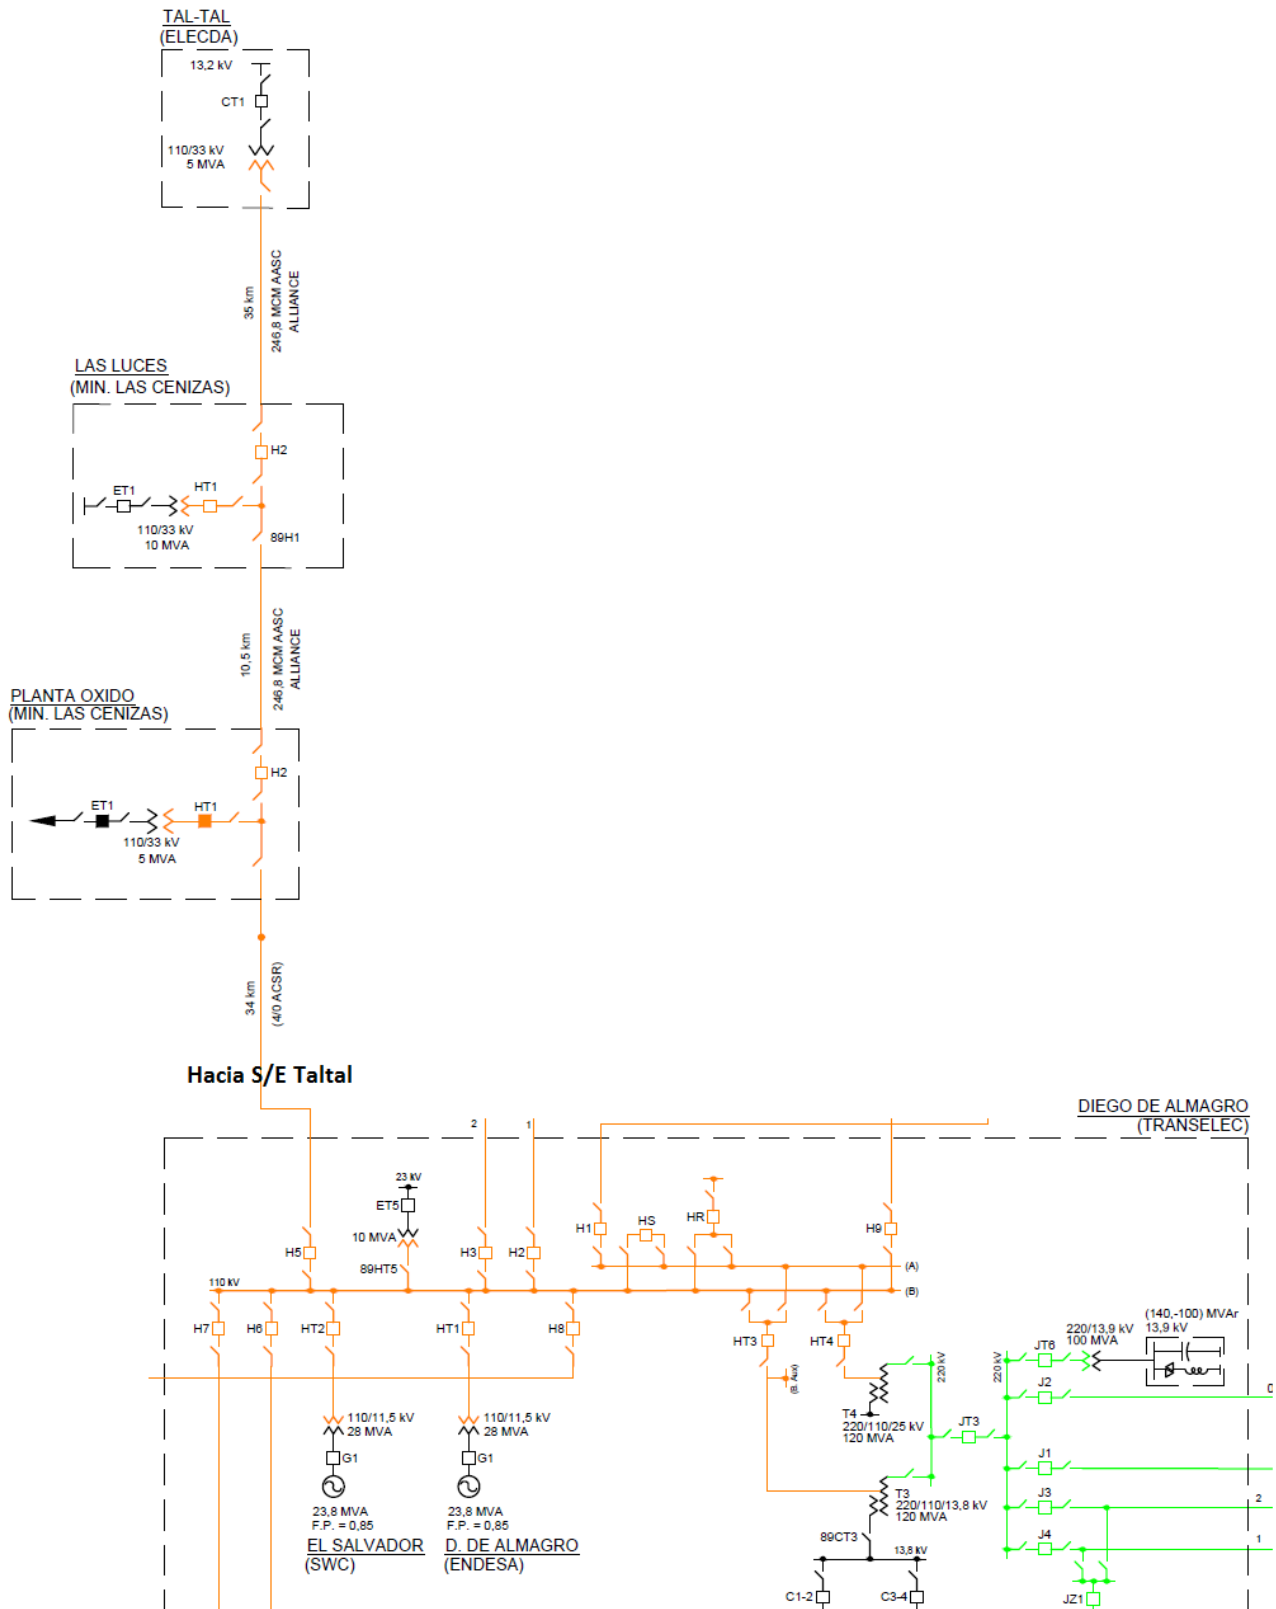 TAL-TAL
(ELECDA)
13,2 kV
CT1
110/33 kV
5 MVA
35 km
246,8 MCM AASC
ALLIANCE
LAS LUCES
(MIN. LAS CENIZAS)
H2
ET1
HT1
110/33 kV
10 MVA
89H1
10,5 km
246,8 MCM AASC
ALLIANCE
PLANTA OXIDO
(MIN. LAS CENIZAS)
H2
ET1
HT1
110/33 kV
5 MVA
34 km
(4/0 ACSR)
Hacia S/E Taltal
DIEGO DE ALMAGRO
(TRANSELEC)
2
1
23 kV
ET5
10 MVA
89HT5
H5
H3
H2
H1
HS
HR
H9
(A)
(B)
110 kV
H7
H6
HT2
HT1
H8
HT3
HT4
(B. Aux)
220 kV
220 kV
JT6
220/13,9 kV
100 MVA
(140,-100) MVAr
13,9 kV
J2
0
T4
220/110/25 kV
120 MVA
JT3
J1
J3
2
J4
1
JZ1
T3
220/110/13,8 kV
120 MVA
89CT3
13,8 kV
C1-2
C3-4
110/11,5 kV
28 MVA
G1
23,8 MVA
F.P. = 0,85
EL SALVADOR
(SWC)
110/11,5 kV
28 MVA
G1
23,8 MVA
F.P. = 0,85
D. DE ALMAGRO
(ENDESA)